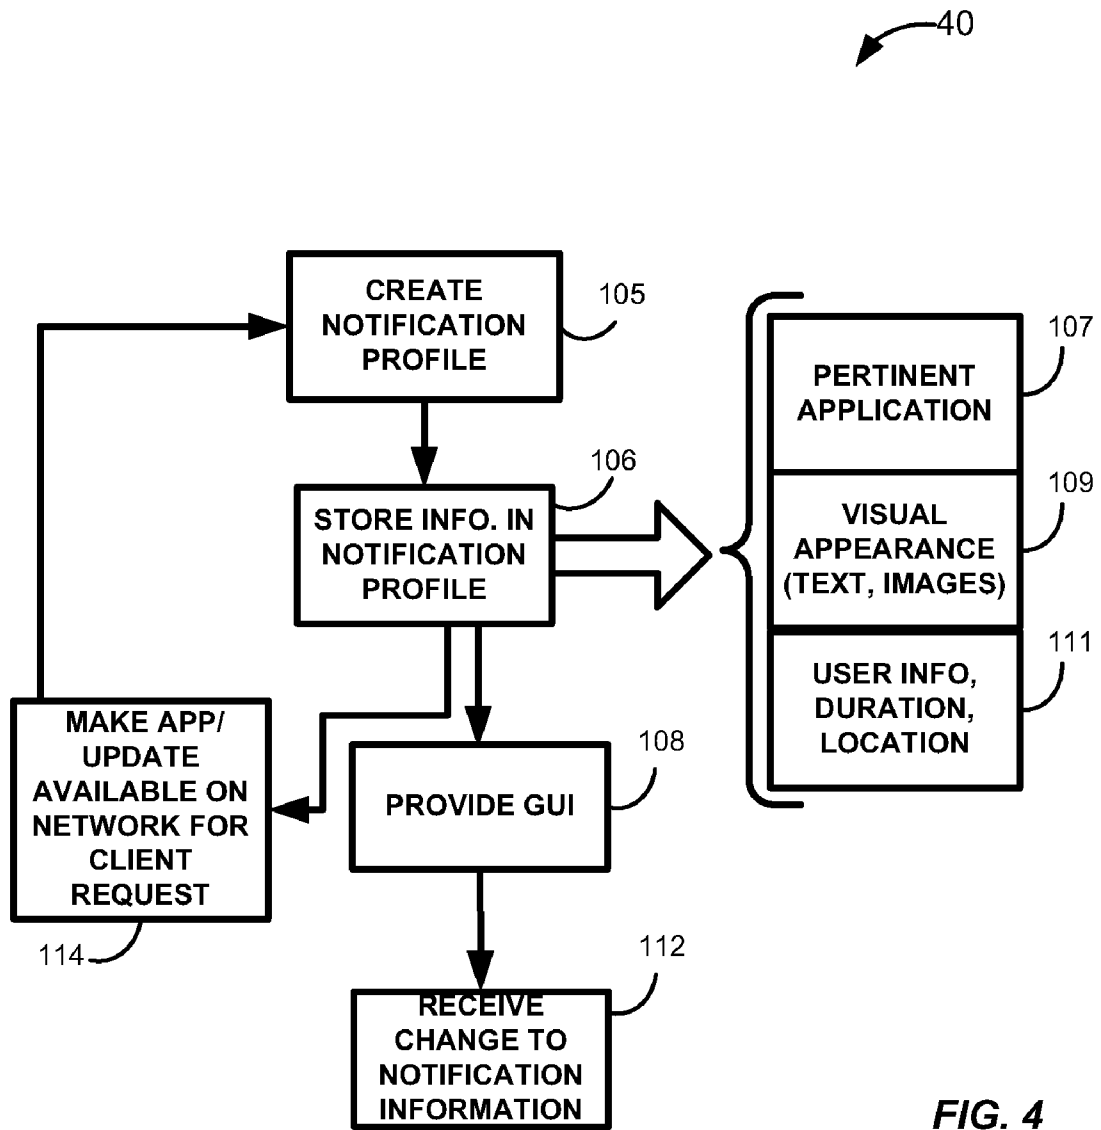 40
CREATE
NOTIFICATION
PROFILE
105
STORE INFO. IN
NOTIFICATION
PROFILE
106
PERTINENT
APPLICATION
107
VISUAL
APPEARANCE
(TEXT, IMAGES)
109
USER INFO,
DURATION,
LOCATION
111
MAKE APP/
UPDATE
AVAILABLE ON
NETWORK FOR
CLIENT
REQUEST
114
PROVIDE GUI
108
RECEIVE
CHANGE TO
NOTIFICATION
INFORMATION
112
FIG. 4